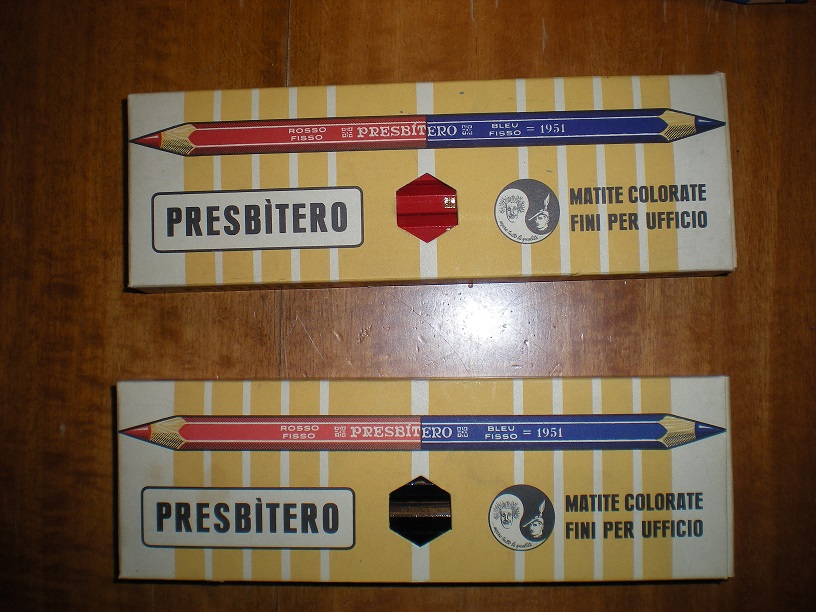 ROSSO
FISSO
PRESBÌTERO
BLEU
FISSO = 1951
PRESBÌTERO
MATITE COLORATE
FINI PER UFFICIO
ROSSO
FISSO
PRESBÌTERO
BLEU
FISSO = 1951
PRESBÌTERO
MATITE COLORATE
FINI PER UFFICIO